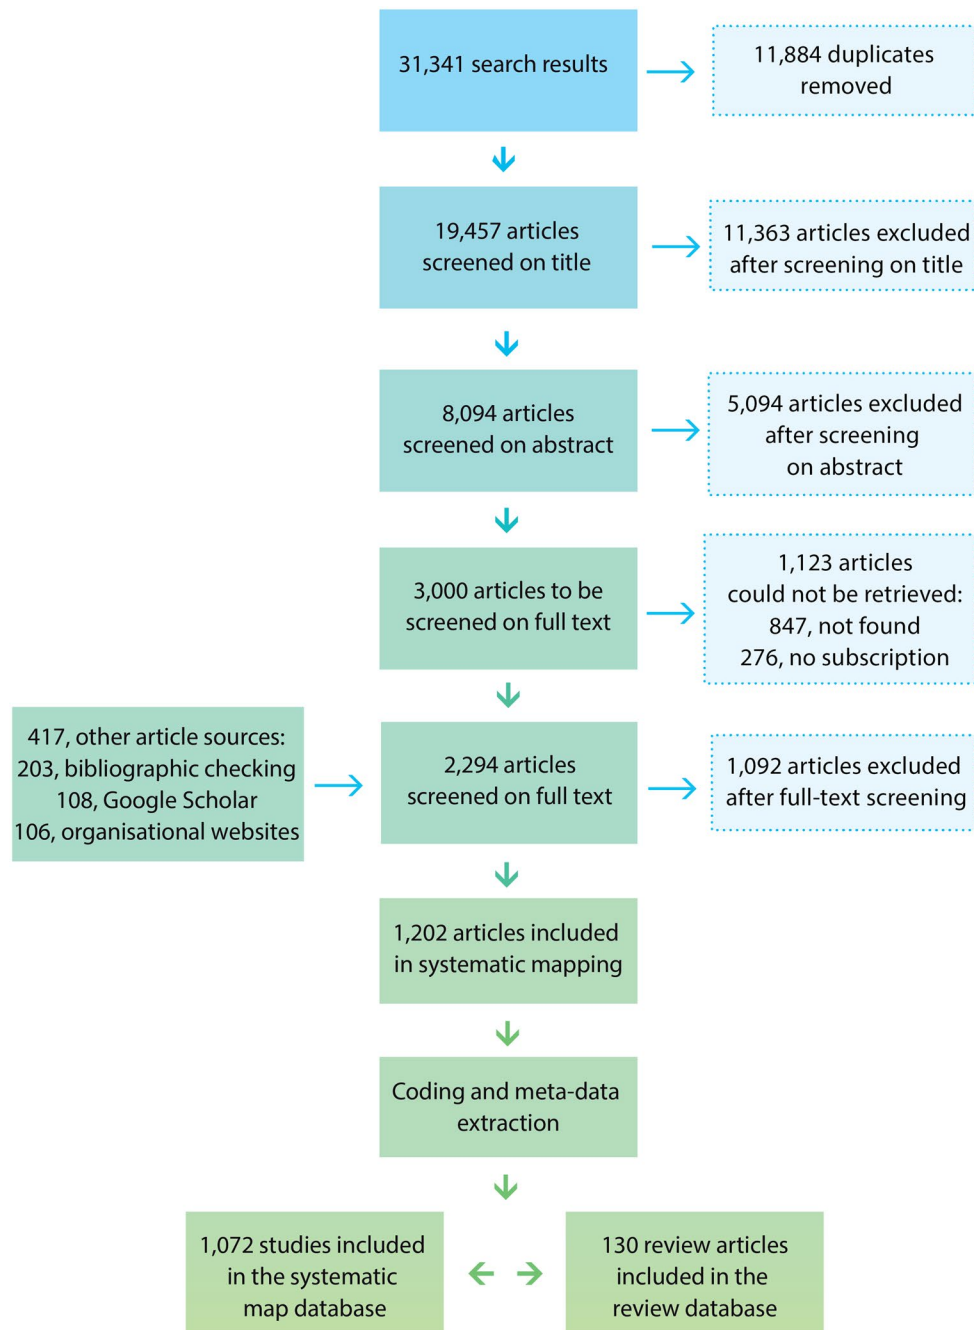 31,341 search results
11,884 duplicates
removed
19,457 articles
screened on title
11,363 articles excluded
after screening on title
8,094 articles
screened on abstract
5,094 articles excluded
after screening
on abstract
3,000 articles to be
screened on full text
1,123 articles
could not be retrieved:
847, not found
276, no subscription
417, other article sources:
203, bibliographic checking
108, Google Scholar
106, organisational websites
2,294 articles
screened on full text
1,092 articles excluded
after full-text screening
1,202 articles included
in systematic mapping
Coding and meta-data
extraction
1,072 studies included
in the systematic
map database
130 review articles
included in the
review database